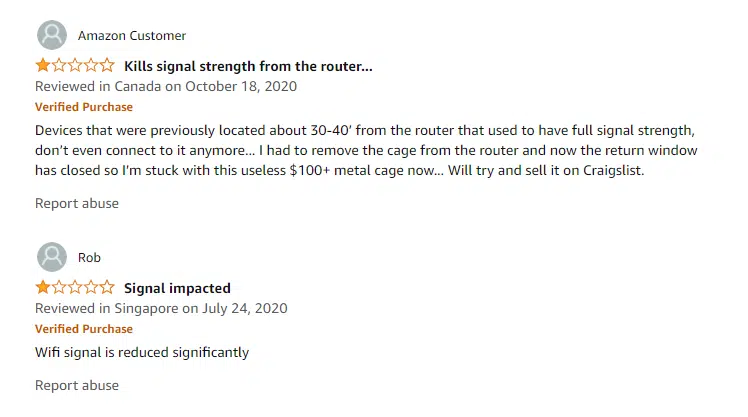 Amazon Customer
Kills signal strength from the router...
Reviewed in Canada on October 18, 2020
Verified Purchase
Devices that were previously located about 30-40’ from the router that used to have full signal strength,
don’t even connect to it anymore... I had to remove the cage from the router and now the return window
has closed so I’m stuck with this useless $100+ metal cage now... Will try and sell it on Craigslist.
Report abuse
Rob
Signal impacted
Reviewed in Singapore on July 24, 2020
Verified Purchase
Wifi signal is reduced significantly
Report abuse